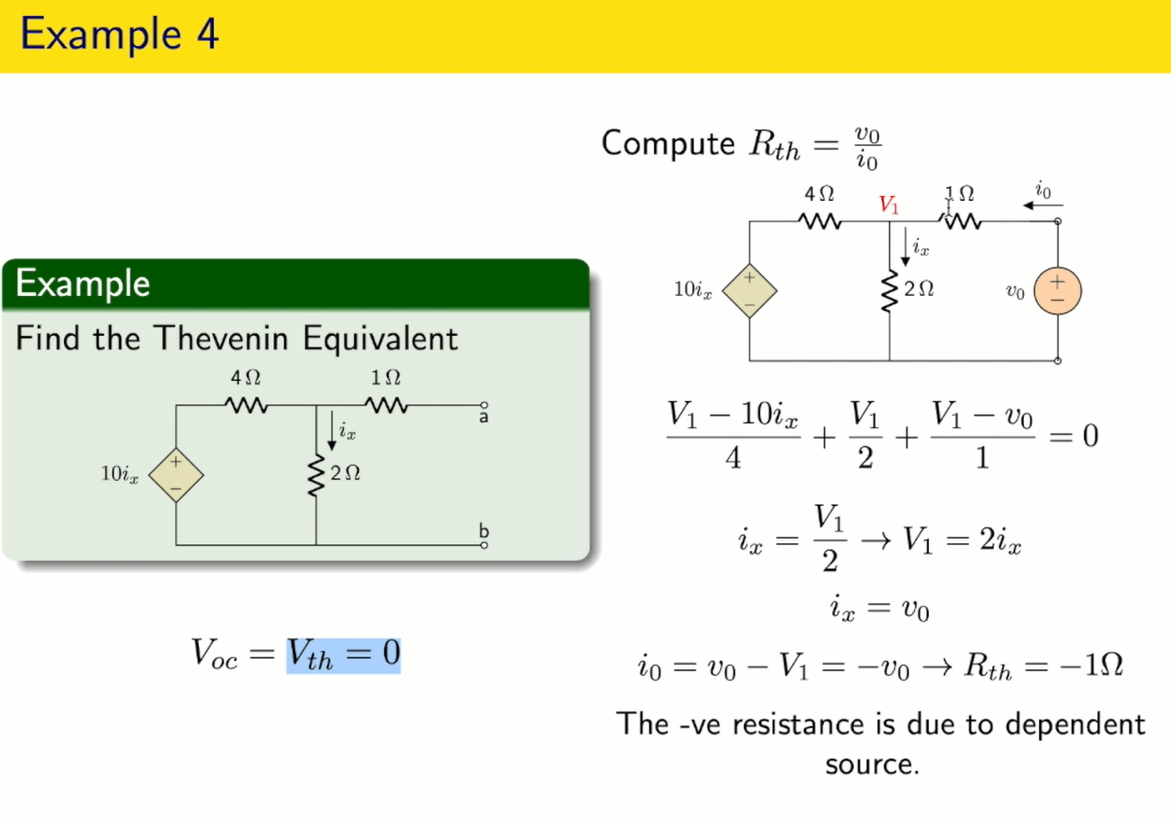 Example 4
Example
Find the Thevenin Equivalent
4 Ω 1 Ω
a
i_x
10i_x + − 2 Ω
b
V_oc = V_th = 0
Compute R_th = v_0/i_0
4 Ω V_1 1 Ω i_0
i_x
10i_x + − 2 Ω v_0 + −
(V_1 − 10i_x)/4 + V_1/2 + (V_1 − v_0)/1 = 0
i_x = V_1/2 → V_1 = 2i_x
i_x = v_0
i_0 = v_0 − V_1 = −v_0 → R_th = −1Ω
The -ve resistance is due to dependent
source.